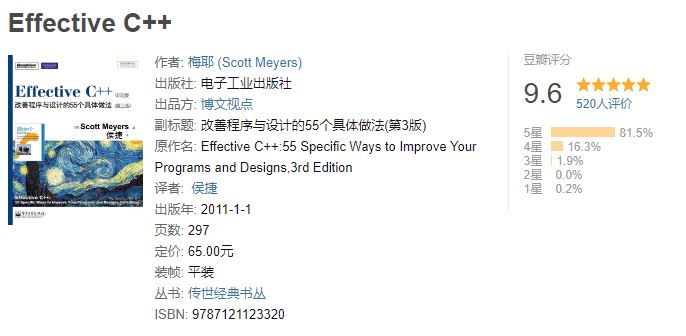 Effective C++
Effective C++ 中文版
改善程序与设计的55个具体做法 (第三版)
Scott Meyers 著
侯捷 译
Effective C++
55 Specific Ways to Improve Your Programs and Designs, 3rd Edition
作者: 梅耶 (Scott Meyers)
出版社: 电子工业出版社
出品方: 博文视点
副标题: 改善程序与设计的55个具体做法(第3版)
原作名: Effective C++:55 Specific Ways to Improve Your
Programs and Designs,3rd Edition
译者: 侯捷
出版年: 2011-1-1
页数: 297
定价: 65.00元
装帧: 平装
丛书: 传世经典书丛
ISBN: 9787121123320
豆瓣评分
9.6
520人评价
5星 81.5%
4星 16.3%
3星 1.9%
2星 0.0%
1星 0.2%